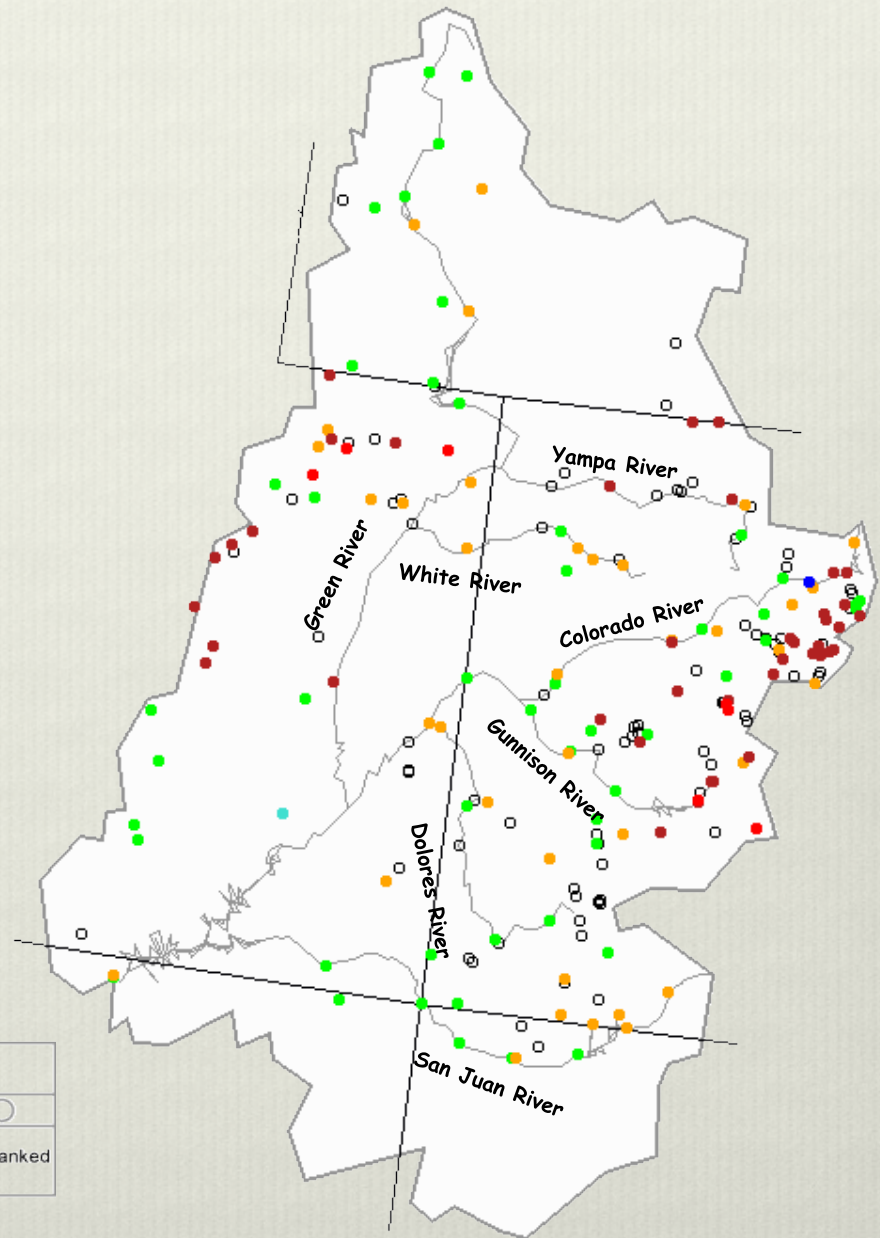 Yampa River
White River
Green River
Colorado River
Gunnison River
Dolores River
San Juan River
anked